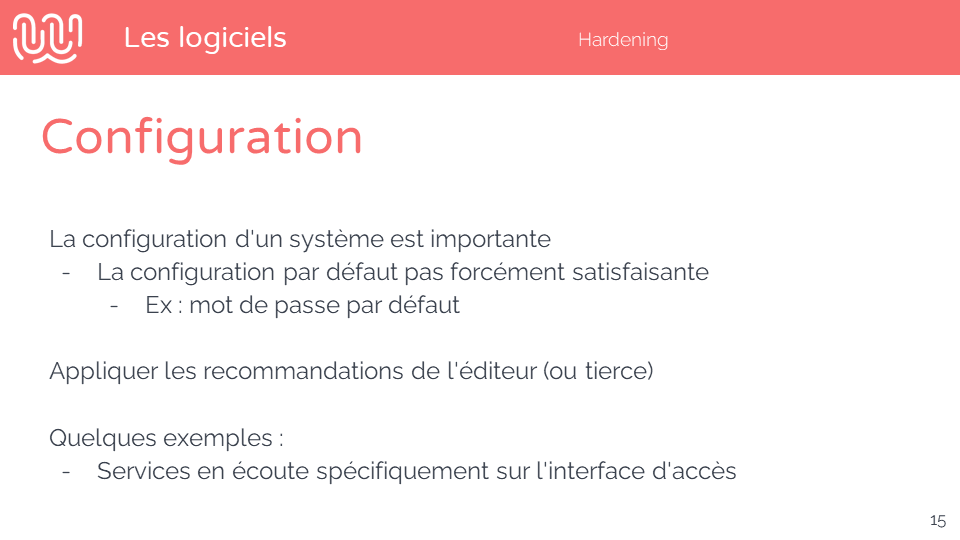 Les logiciels
Hardening
Configuration
La configuration d'un système est importante
- La configuration par défaut pas forcément satisfaisante
- Ex : mot de passe par défaut
Appliquer les recommandations de l'éditeur (ou tierce)
Quelques exemples :
- Services en écoute spécifiquement sur l'interface d'accès
15